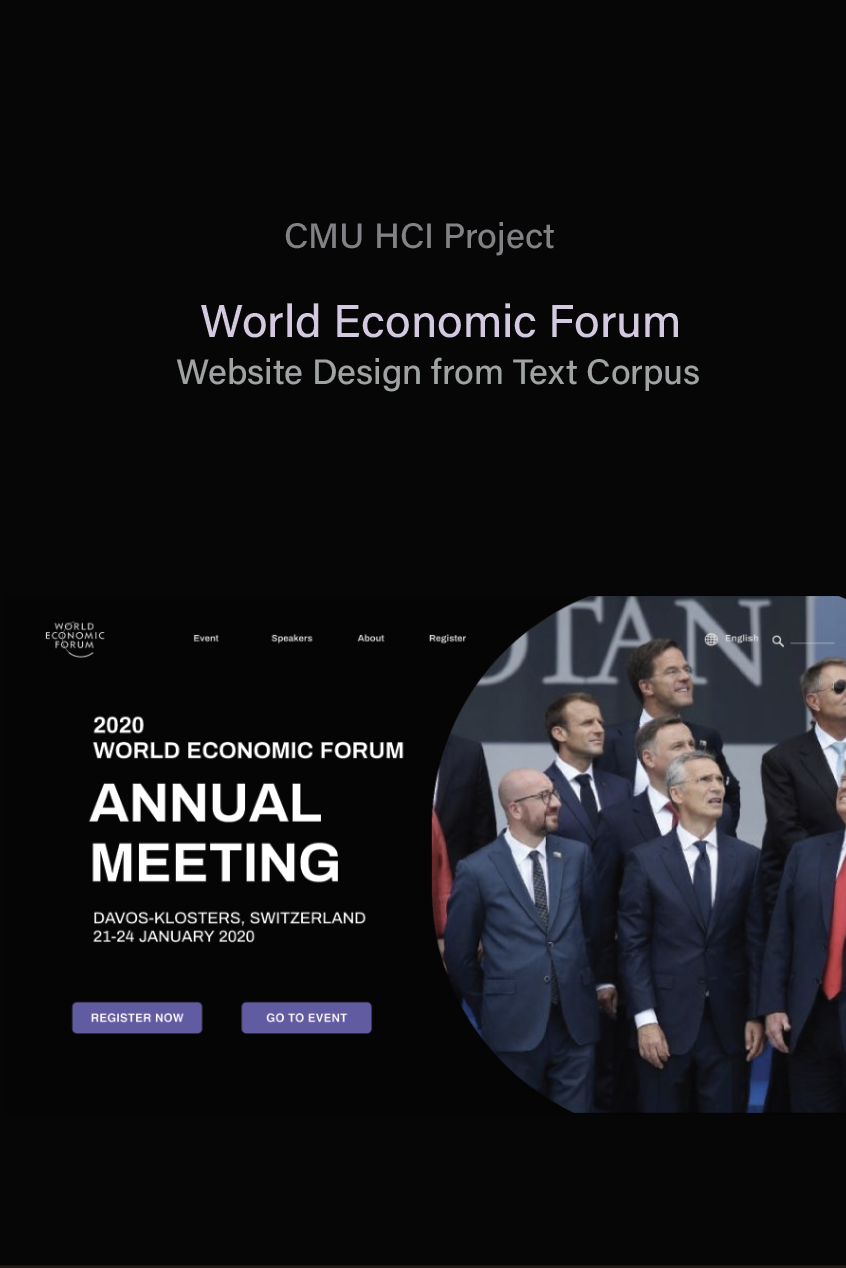 CMU HCI Project
World Economic Forum
Website Design from Text Corpus
WORLD
ECONOMIC
FORUM
Event Speakers About Register English
2020
WORLD ECONOMIC FORUM
ANNUAL
MEETING
DAVOS-KLOSTERS, SWITZERLAND
21-24 JANUARY 2020
REGISTER NOW GO TO EVENT